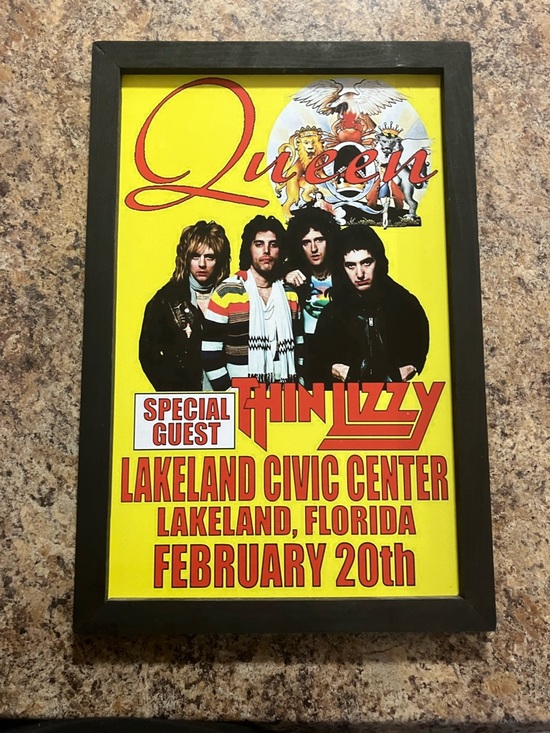 Queen
SPECIAL
GUEST
THIN LIZZY
LAKELAND CIVIC CENTER
LAKELAND, FLORIDA
FEBRUARY 20th